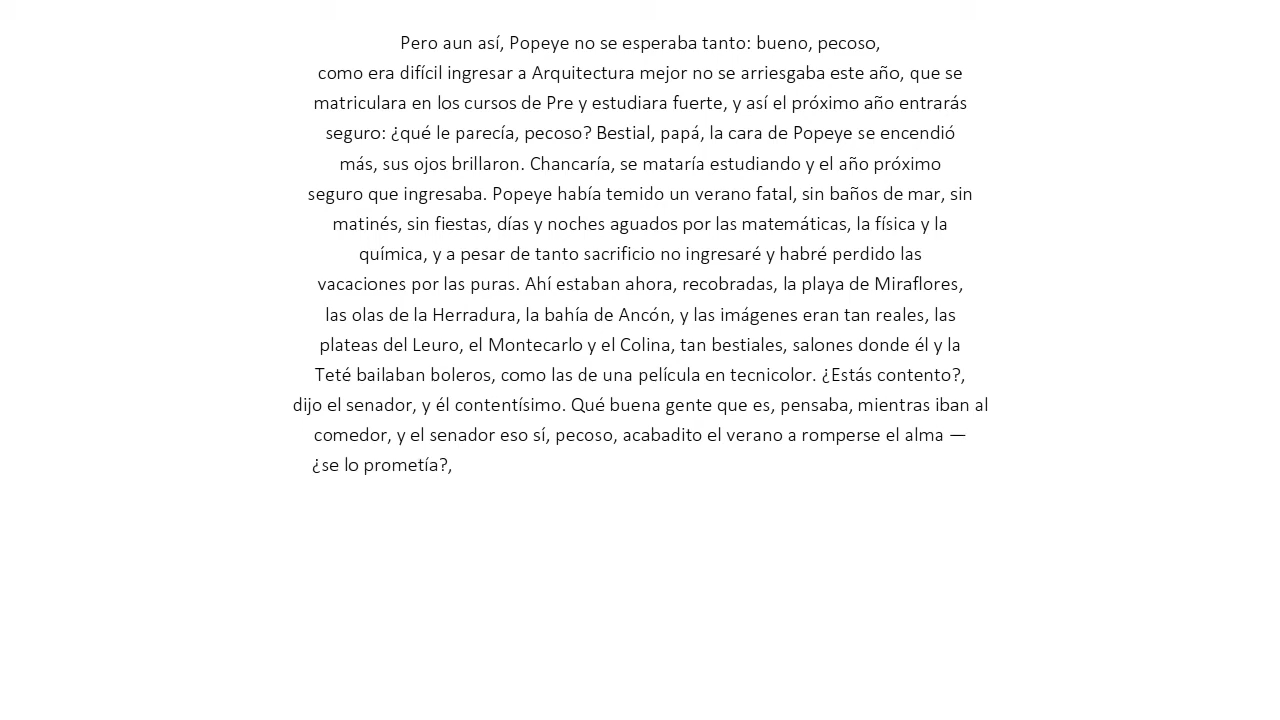 Pero aun así, Popeye no se esperaba tanto: bueno, pecoso,
como era difícil ingresar a Arquitectura mejor no se arriesgaba este año, que se
matriculara en los cursos de Pre y estudiara fuerte, y así el próximo año entrarás
seguro: ¿qué le parecía, pecoso? Bestial, papá, la cara de Popeye se encendió
más, sus ojos brillaron. Chancaría, se mataría estudiando y el año próximo
seguro que ingresaba. Popeye había temido un verano fatal, sin baños de mar, sin
matinés, sin fiestas, días y noches aguados por las matemáticas, la física y la
química, y a pesar de tanto sacrificio no ingresaré y habré perdido las
vacaciones por las puras. Ahí estaban ahora, recobradas, la playa de Miraflores,
las olas de la Herradura, la bahía de Ancón, y las imágenes eran tan reales, las
plateas del Leuro, el Montecarlo y el Colina, tan bestiales, salones donde él y la
Teté bailaban boleros, como las de una película en tecnicolor. ¿Estás contento?,
dijo el senador, y él contentísimo. Qué buena gente que es, pensaba, mientras iban al
comedor, y el senador eso sí, pecoso, acabadito el verano a romperse el alma —
¿se lo prometía?,